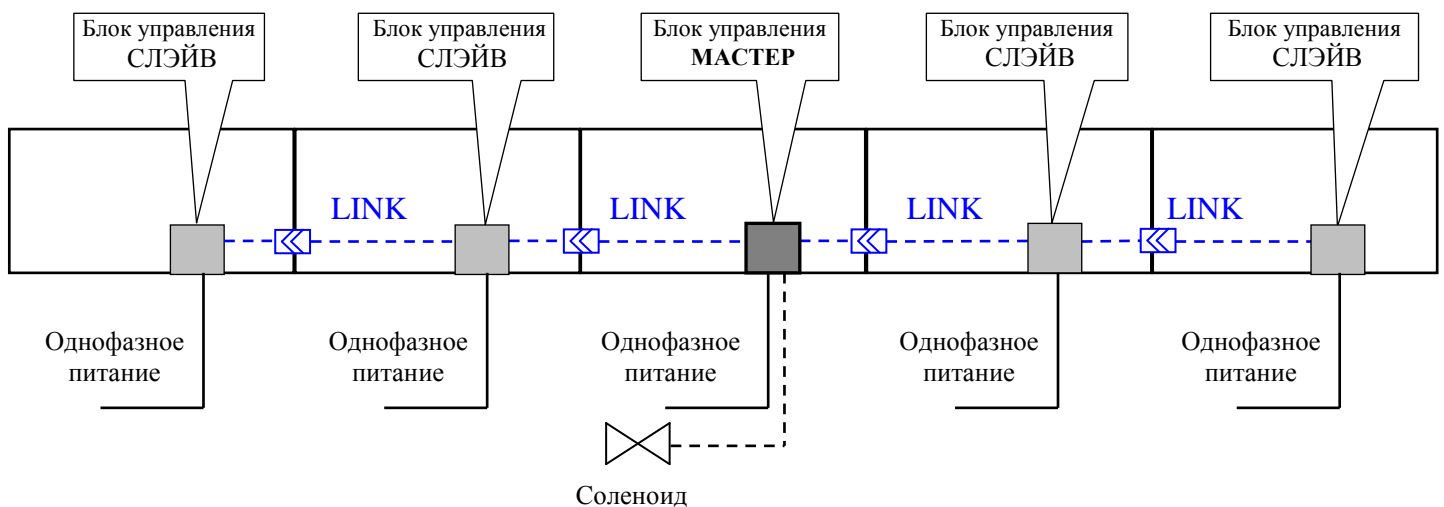 Блок управления
СЛЭЙВ
Блок управления
СЛЭЙВ
Блок управления
МАСТЕР
Блок управления
СЛЭЙВ
Блок управления
СЛЭЙВ
LINK
LINK
LINK
LINK
Однофазное
питание
Однофазное
питание
Однофазное
питание
Однофазное
питание
Однофазное
питание
Соленоид